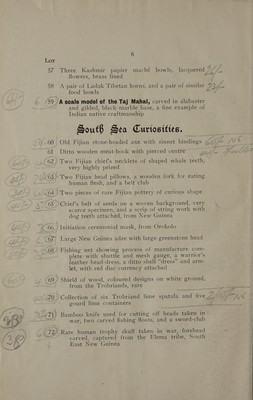 6
LOT
57 Three Kashmar papier maché bowls, lacquered
flowers, brass lined
58 A pair of Ladak Tibetan horns, and a pair of similar
food bowls
59 A scale model of the Taj Mahal, carved in alabaster
and gilded, black marble base, a fine example of
Indian native craftsmanship
South Sea Curiosities.
60 Old Fijian stone-headed axe with sinnet bindings
61 Ditto wooden meat-hook with pierced centre
62 Two Fijian chief's necklets of shaped whale teeth,
very highly prized
63 Two Fijian head pillows, a wooden fork for eating
human flesh, and a belt club
64 Two pieces of rare Fijian pottery of curious shape
65 Chief's belt of seeds on a woven background, very
scarce specimen, and a scrip of string work with
dog teeth attached, from New Guinea
66 Initiation ceremonial mask, from Orokolo
67 Large New Guinea adze with large greenstone head
68 Fishing net showing process of manufacture com-
plete with shuttle and mesh gauge, a warrior's
leather head-dress, a ditto shell "dress" and arm-
let, with red disc currency attached
69 Shield of wood, coloured designs on white ground,
from the Trobriands, rare
70 Collection of six Trobriand lime spatula and five
gourd lime containers
71 Bamboo knife used for cutting off heads taken in
war, two carved fishing floats, and a sword-club
72 Rare human trophy skull taken in war, forehead
carved, captured from the Ulema tribe, South
East New Guinea